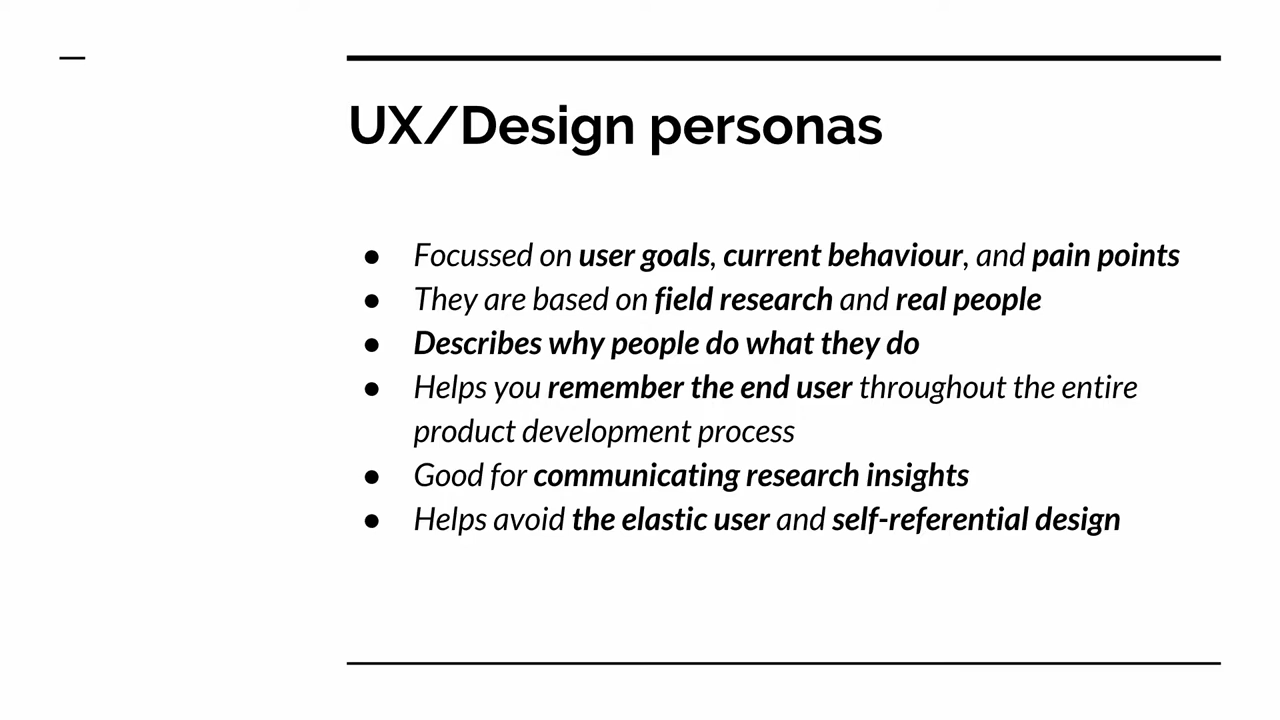 UX/Design personas
● Focussed on user goals, current behaviour, and pain points
● They are based on field research and real people
● Describes why people do what they do
● Helps you remember the end user throughout the entire
product development process
● Good for communicating research insights
● Helps avoid the elastic user and self-referential design